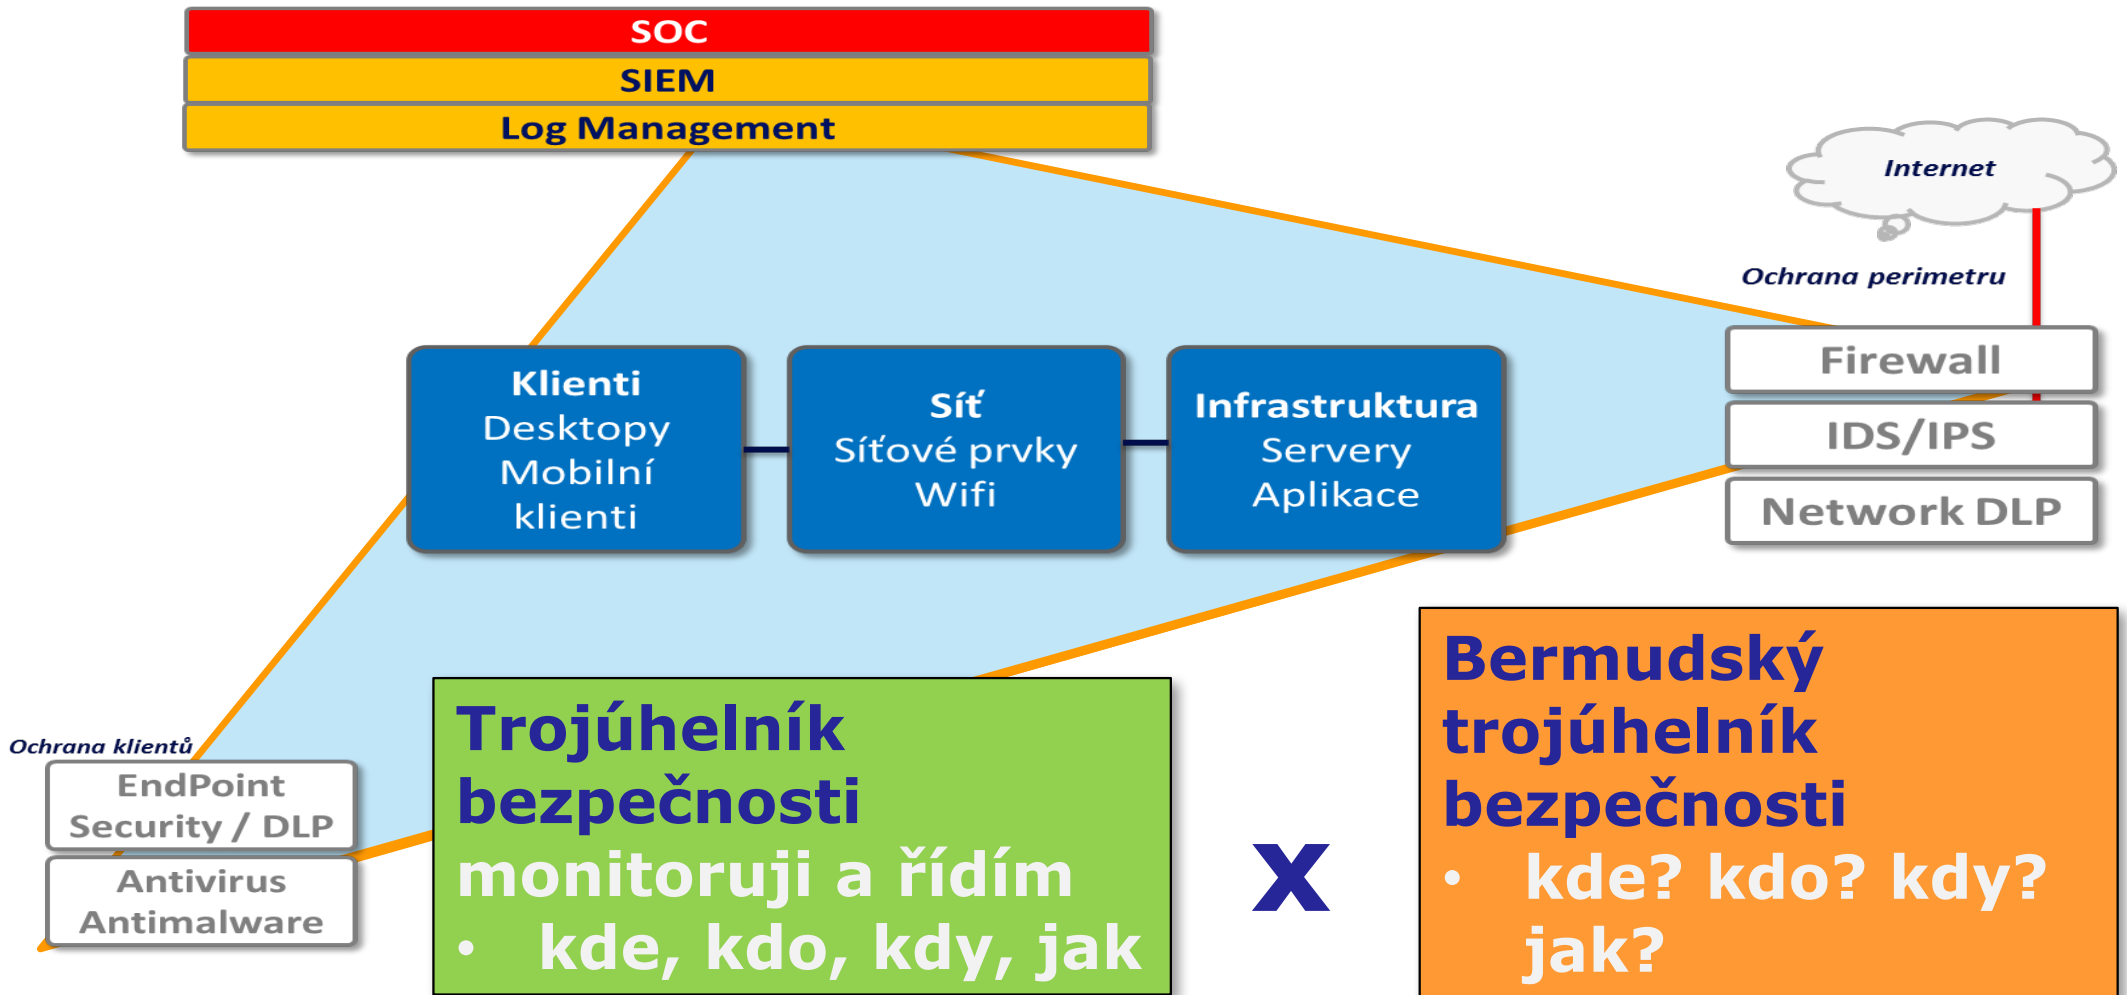 SOC
SIEM
Log Management
Internet
Ochrana perimetru
Firewall
IDS/IPS
Network DLP
Klienti
Desktopy
Mobilní
klienti
Síť
Síťové prvky
Wifi
Infrastruktura
Servery
Aplikace
Ochrana klientů
EndPoint
Security / DLP
Antivirus
Antimalware
Trojúhelník
bezpečnosti
monitoruji a řídím
• kde, kdo, kdy, jak
x
Bermudský
trojúhelník
bezpečnosti
• kde? kdo? kdy?
jak?